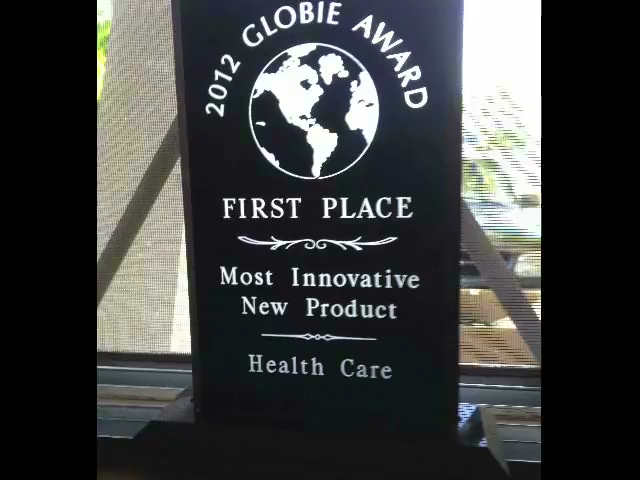 2012 GLOBIE AWARD
FIRST PLACE
Most Innovative
New Product
Health Care